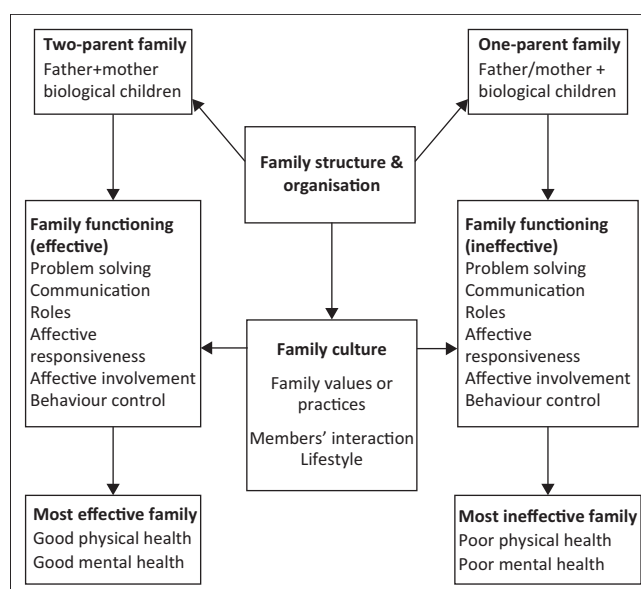 Two-parent family
Father+mother
biological children
One-parent family
Father/mother +
biological children
Family structure &
organisation
Family functioning
(effective)
Problem solving
Communication
Roles
Affective
responsiveness
Affective involvement
Behaviour control
Family culture
Family values or
practices
Members’ interaction
Lifestyle
Family functioning
(ineffective)
Problem solving
Communication
Roles
Affective
responsiveness
Affective involvement
Behaviour control
Most effective family
Good physical health
Good mental health
Most ineffective family
Poor physical health
Poor mental health